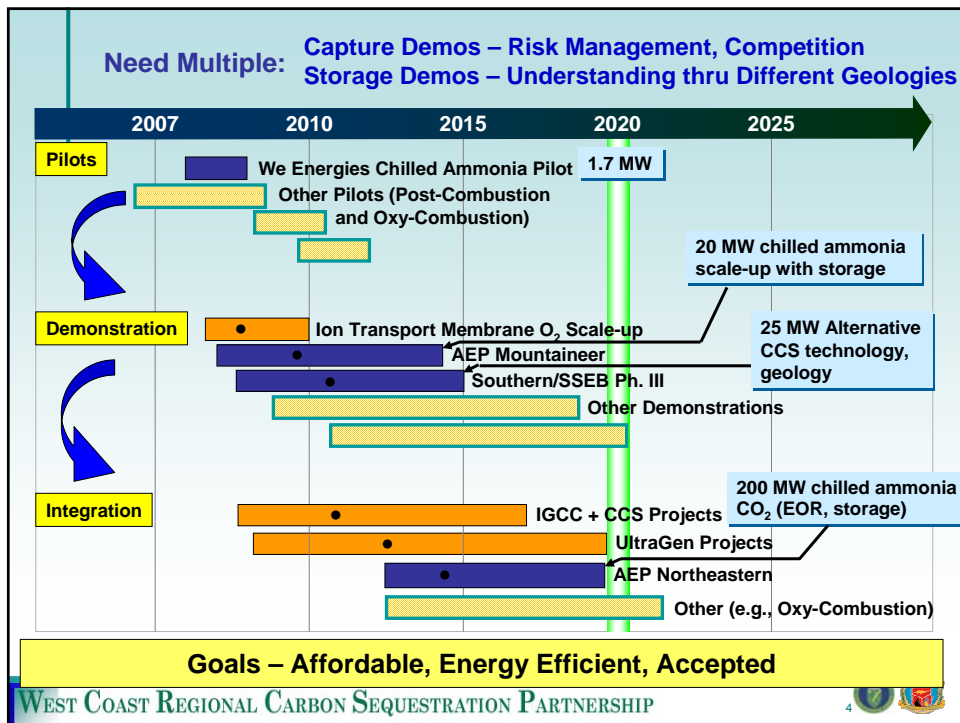 Need Multiple:
Capture Demos – Risk Management, Competition
Storage Demos – Understanding thru Different Geologies
2007 2010 2015 2020 2025
Pilots
We Energies Chilled Ammonia Pilot
1.7 MW
Other Pilots (Post-Combustion
and Oxy-Combustion)
20 MW chilled ammonia
scale-up with storage
Demonstration
Ion Transport Membrane O₂ Scale-up
AEP Mountaineer
25 MW Alternative
CCS technology,
geology
Southern/SSEB Ph. III
Other Demonstrations
Integration
200 MW chilled ammonia
CO₂ (EOR, storage)
IGCC + CCS Projects
UltraGen Projects
AEP Northeastern
Other (e.g., Oxy-Combustion)
Goals – Affordable, Energy Efficient, Accepted
WEST COAST REGIONAL CARBON SEQUESTRATION PARTNERSHIP
4